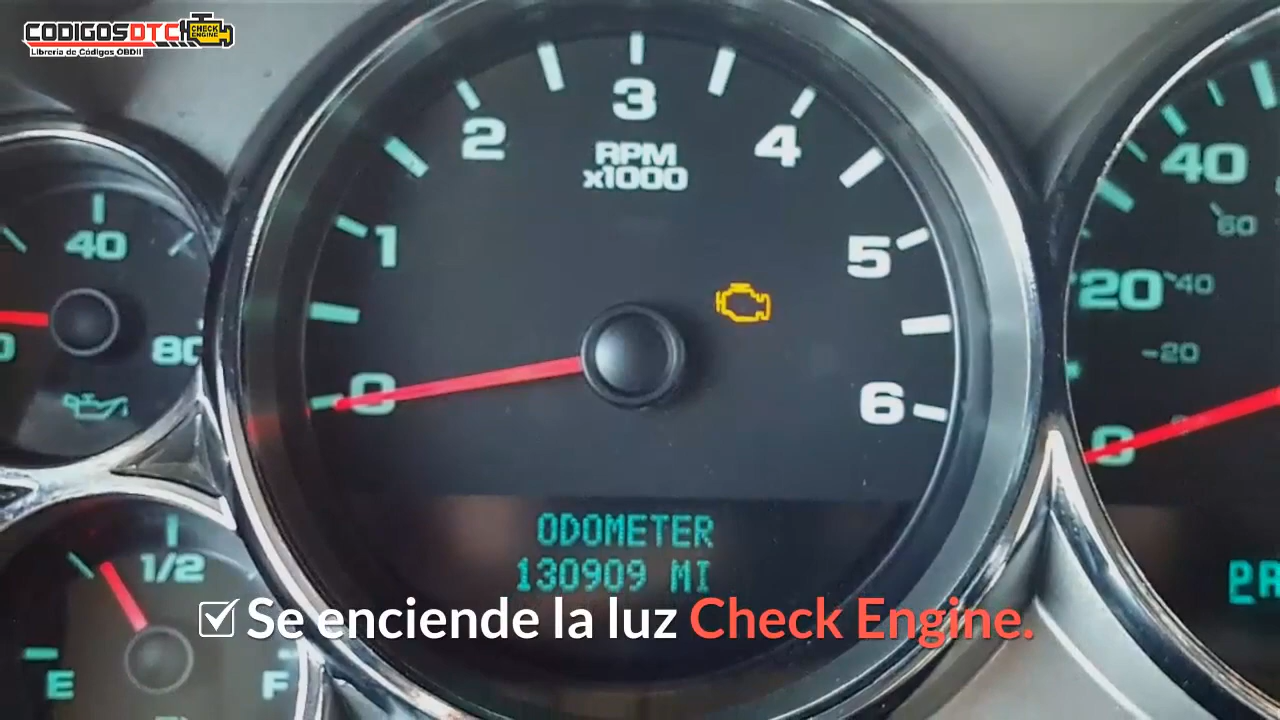 CODIGOSDTC
CHECK
ENGINE
Librería de Códigos OBDII
3
2
4
RPM
x1000
1
5
0
6
40
80
40
60
20
40
20
0
0
ODOMETER
130909 MI
1/2
E
F
Se enciende la luz Check Engine.